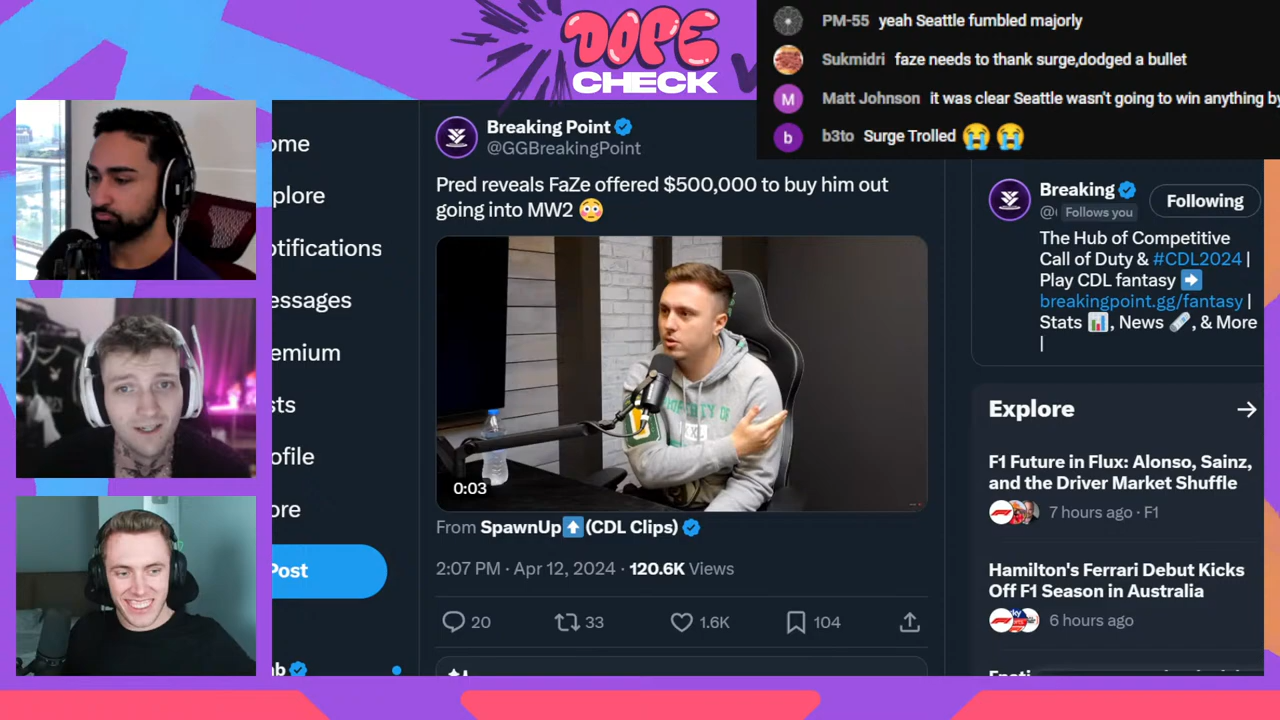 DOPE
CHECK
PM-55 yeah Seattle fumbled majorly
Sukmidri faze needs to thank surge,dodged a bullet
M Matt Johnson it was clear Seattle wasn't going to win anything by
b b3to Surge Trolled 😭😭
ome
plore
otifications
essages
emium
sts
ofile
ore
Post
Breaking Point
@GGBreakingPoint
Pred reveals FaZe offered $500,000 to buy him out
going into MW2 😳
0:03
From SpawnUp⬆️(CDL Clips)
2:07 PM · Apr 12, 2024 · 120.6K Views
20 33 1.6K 104
Breaking
@ Follows you
Following
The Hub of Competitive
Call of Duty & #CDL2024 |
Play CDL fantasy ➡️
breakingpoint.gg/fantasy |
Stats 📊, News 🗞️, & More
|
Explore
F1 Future in Flux: Alonso, Sainz,
and the Driver Market Shuffle
7 hours ago · F1
Hamilton's Ferrari Debut Kicks
Off F1 Season in Australia
6 hours ago